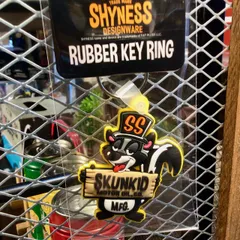 SHYNESS
DESIGNWARE
RUBBER KEY RING
SS
SKUNKID
MFG.